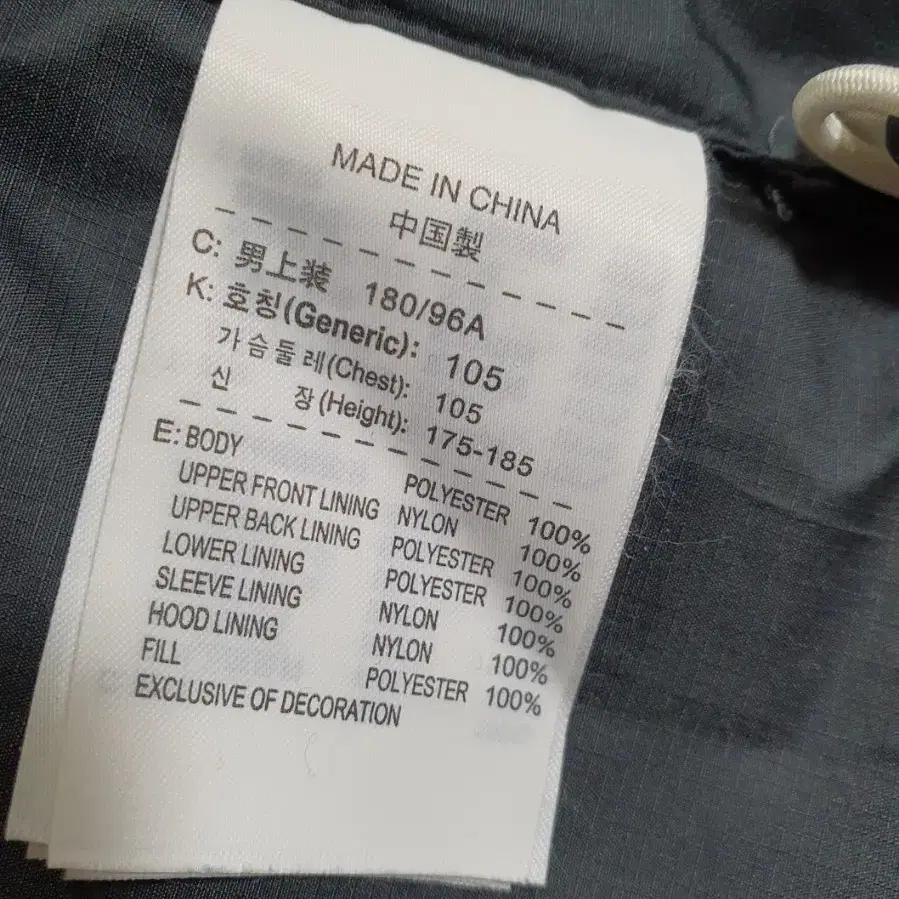 MADE IN CHINA
中国製
C: 男上装 180/96A
K: 호칭(Generic): 105
가슴둘레(Chest): 105
신 장(Height): 175-185
E: BODY POLYESTER 100%
UPPER FRONT LINING NYLON 100%
UPPER BACK LINING POLYESTER 100%
LOWER LINING POLYESTER 100%
SLEEVE LINING NYLON 100%
HOOD LINING NYLON 100%
FILL POLYESTER 100%
EXCLUSIVE OF DECORATION